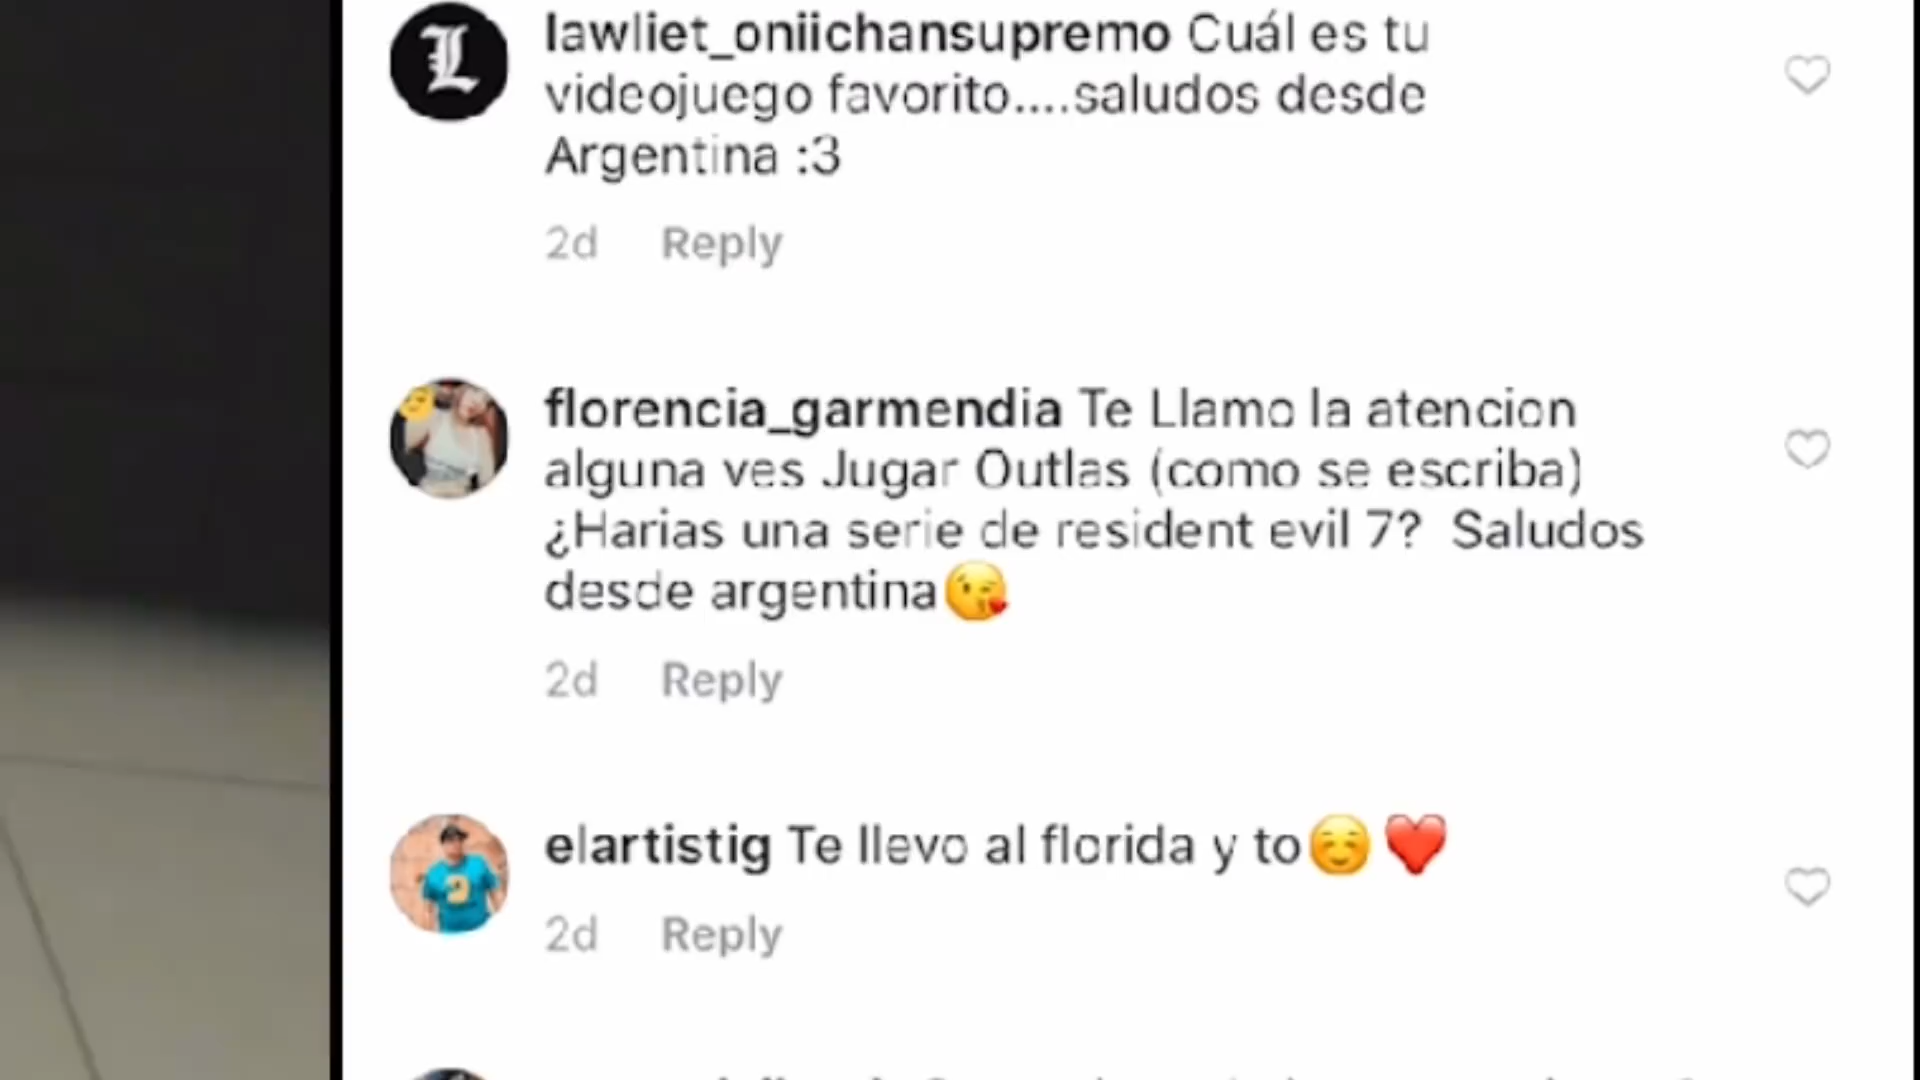 lawliet_oniichansupremo Cuál es tu
videojuego favorito....saludos desde
Argentina :3
2d Reply
florencia_garmendia Te Llamo la atencion
alguna ves Jugar Outlas (como se escriba)
¿Harias una serie de resident evil 7? Saludos
desde argentina😘
2d Reply
elartistig Te llevo al florida y to☺️❤️
2d Reply